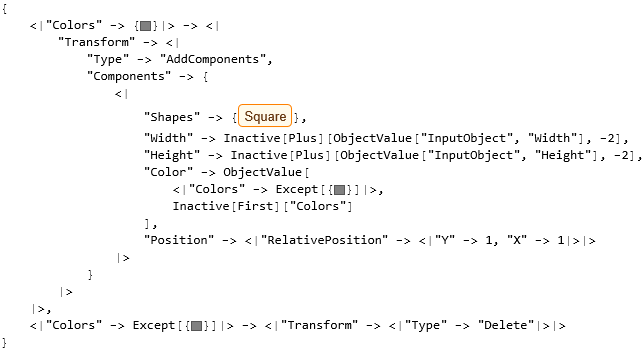 {
<|"Colors" -> {■}|> -> <|
"Transform" -> <|
"Type" -> "AddComponents",
"Components" -> {
<|
"Shapes" -> {Square},
"Width" -> Inactive[Plus][ObjectValue["InputObject", "Width"], -2],
"Height" -> Inactive[Plus][ObjectValue["InputObject", "Height"], -2],
"Color" -> ObjectValue[
<|"Colors" -> Except[{■}]|>,
Inactive[First]["Colors"]
],
"Position" -> <|"RelativePosition" -> <|"Y" -> 1, "X" -> 1|>|>
|>
}
|>
|>,
<|"Colors" -> Except[{■}]|> -> <|"Transform" -> <|"Type" -> "Delete"|>|>
}